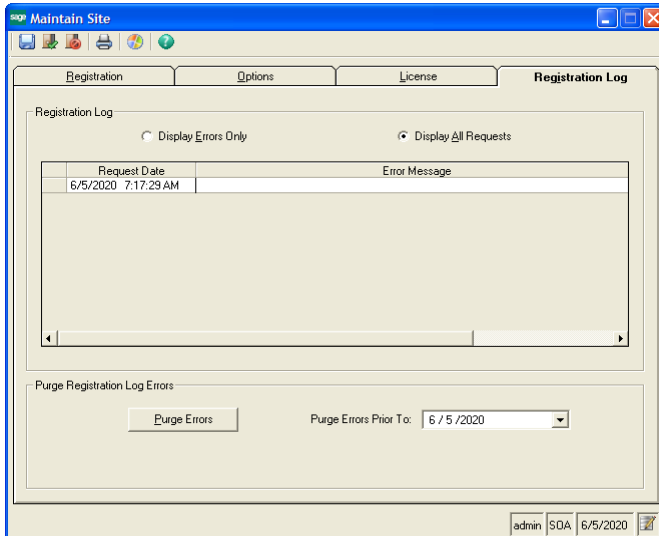 sage Maintain Site
Registration Options License Registration Log
Registration Log
Display Errors Only Display All Requests
Request Date Error Message
6/5/2020 7:17:29 AM
Purge Registration Log Errors
Purge Errors Purge Errors Prior To: 6 / 5 /2020
admin SOA 6/5/2020